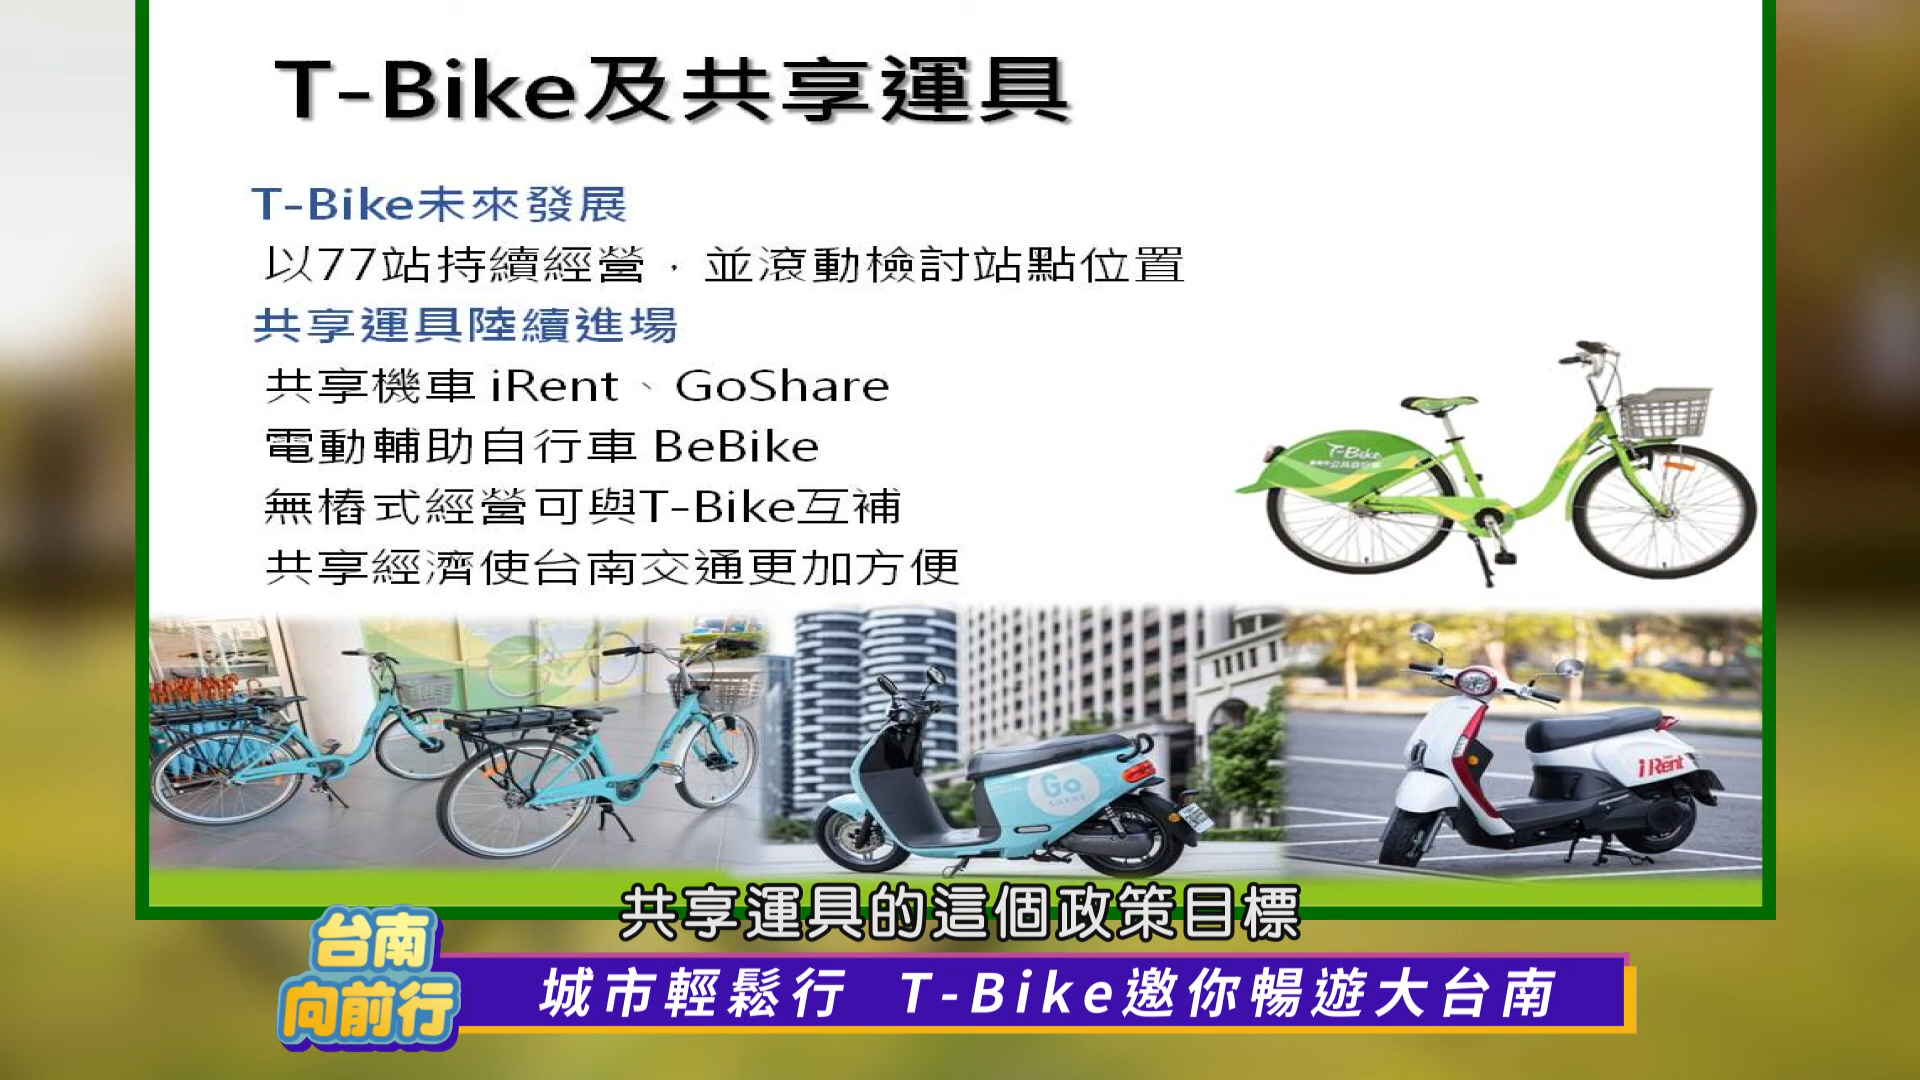 T-Bike及共享運具
T-Bike未來發展
以77站持續經營，並滾動檢討站點位置
共享運具陸續進場
共享機車 iRent、GoShare
電動輔助自行車 BeBike
無樁式經營可與T-Bike互補
共享經濟使台南交通更加方便
T-Bike
Go
SHARE
iRent
共享運具的這個政策目標
台南
向前行
城市輕鬆行 T-Bike邀你暢遊大台南